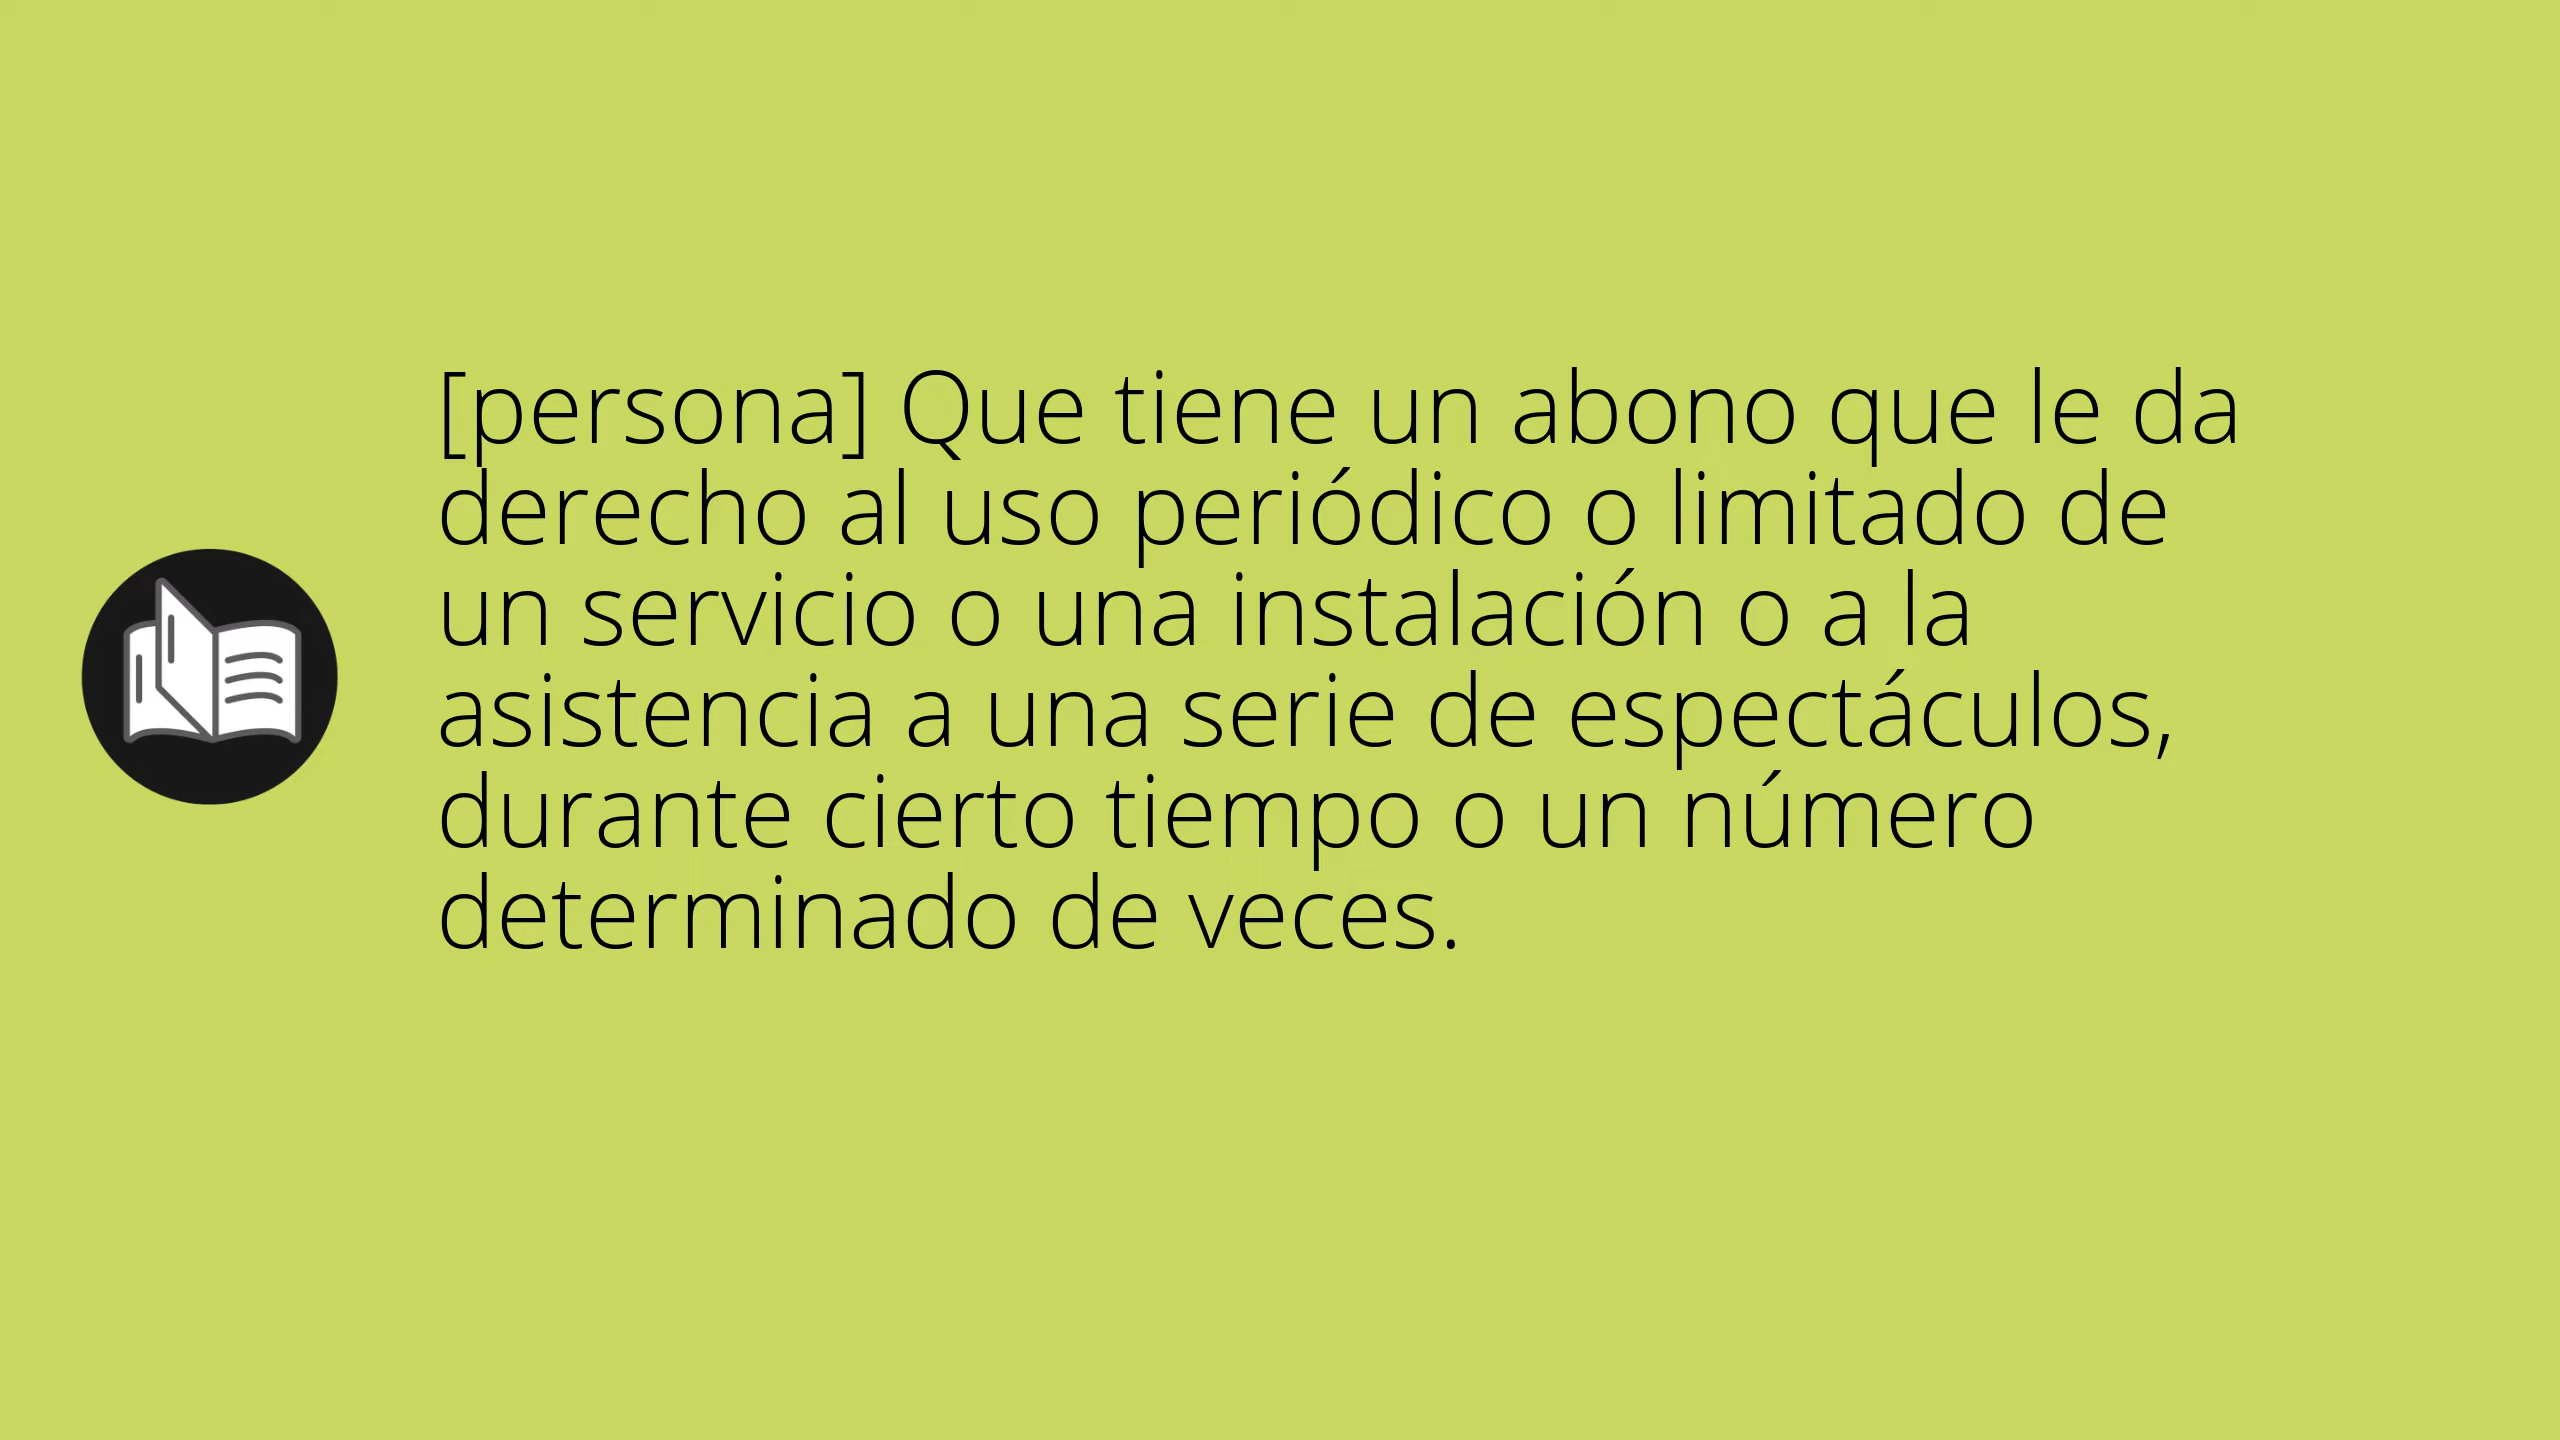 [persona] Que tiene un abono que le da
derecho al uso periódico o limitado de
un servicio o una instalación o a la
asistencia a una serie de espectáculos,
durante cierto tiempo o un número
determinado de veces.